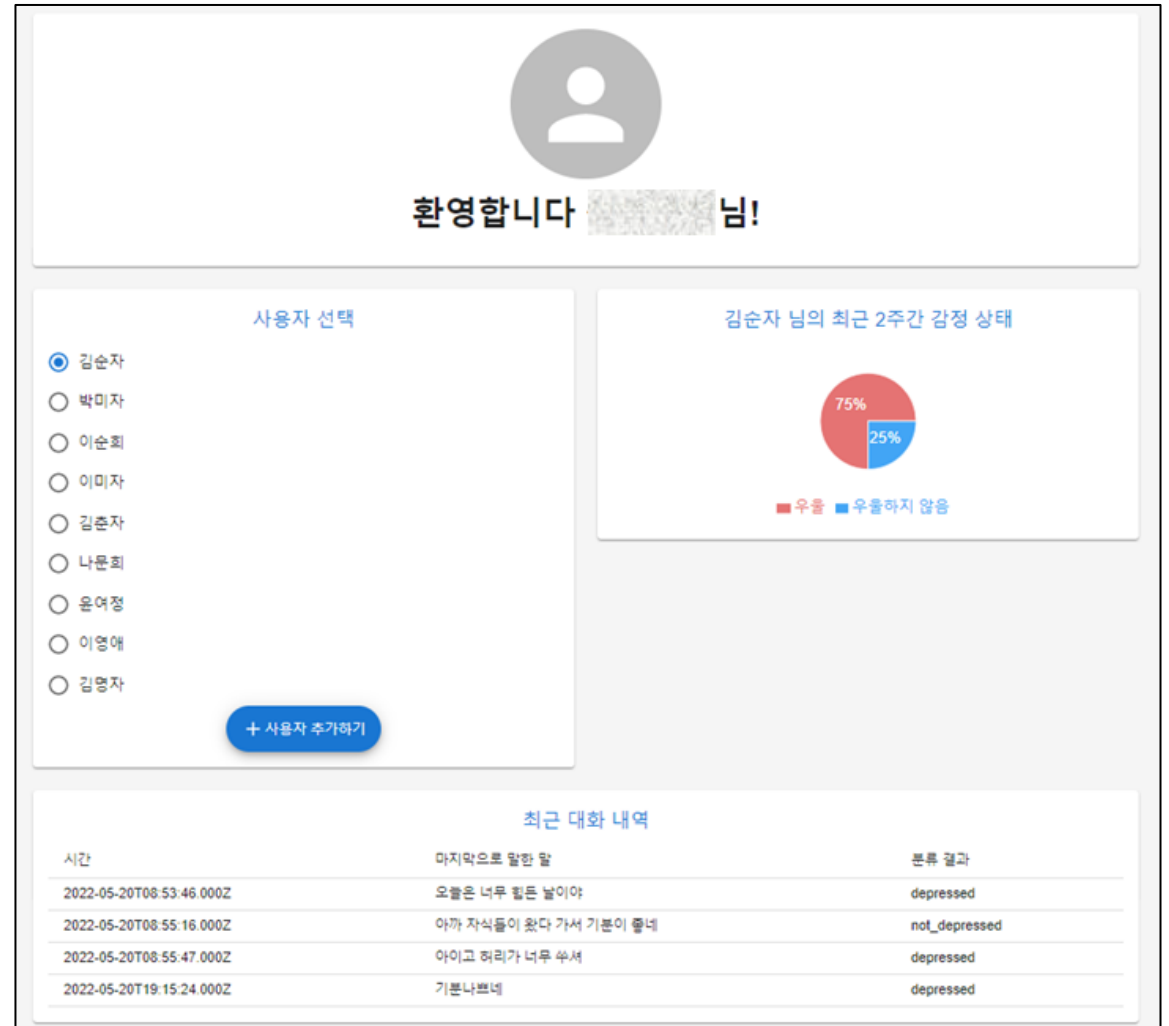 환영합니다 님!
사용자 선택
김순자
박미자
이순희
이미자
김춘자
나문희
윤여정
이영애
김명자
+ 사용자 추가하기
김순자 님의 최근 2주간 감정 상태
75%
25%
우울 우울하지 않음
최근 대화 내역
시간 마지막으로 말한 말 분류 결과
2022-05-20T08:53:46.000Z 오늘은 너무 힘든 날이야 depressed
2022-05-20T08:55:16.000Z 아까 자식들이 왔다 가서 기분이 좋네 not_depressed
2022-05-20T08:55:47.000Z 아이고 허리가 너무 쑤셔 depressed
2022-05-20T19:15:24.000Z 기분나쁘네 depressed